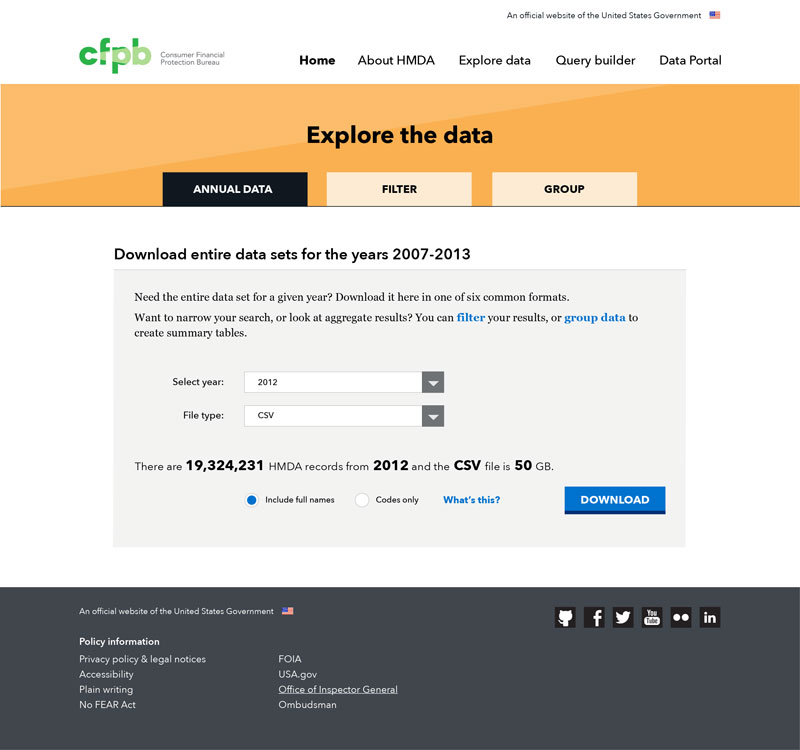 An official website of the United States Government
cfpb Consumer Financial
Protection Bureau
Home About HMDA Explore data Query builder Data Portal
Explore the data
ANNUAL DATA FILTER GROUP
Download entire data sets for the years 2007-2013
Need the entire data set for a given year? Download it here in one of six common formats.
Want to narrow your search, or look at aggregate results? You can filter your results, or group data to
create summary tables.
Select year: 2012
File type: CSV
There are 19,324,231 HMDA records from 2012 and the CSV file is 50 GB.
Include full names Codes only What's this? DOWNLOAD
An official website of the United States Government
You Tube in
Policy information
Privacy policy & legal notices FOIA
Accessibility USA.gov
Plain writing Office of Inspector General
No FEAR Act Ombudsman